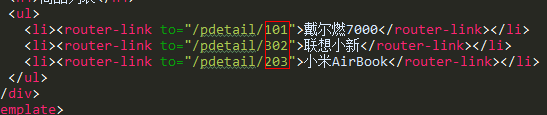 <ul>
<li><router-link to="/pdetail/101">戴尔燃7000</router-link></li>
<li><router-link to="/pdetail/302">联想小新</router-link></li>
<li><router-link to="/pdetail/203">小米AirBook</router-link></li>
</ul>
/div>
emplate>